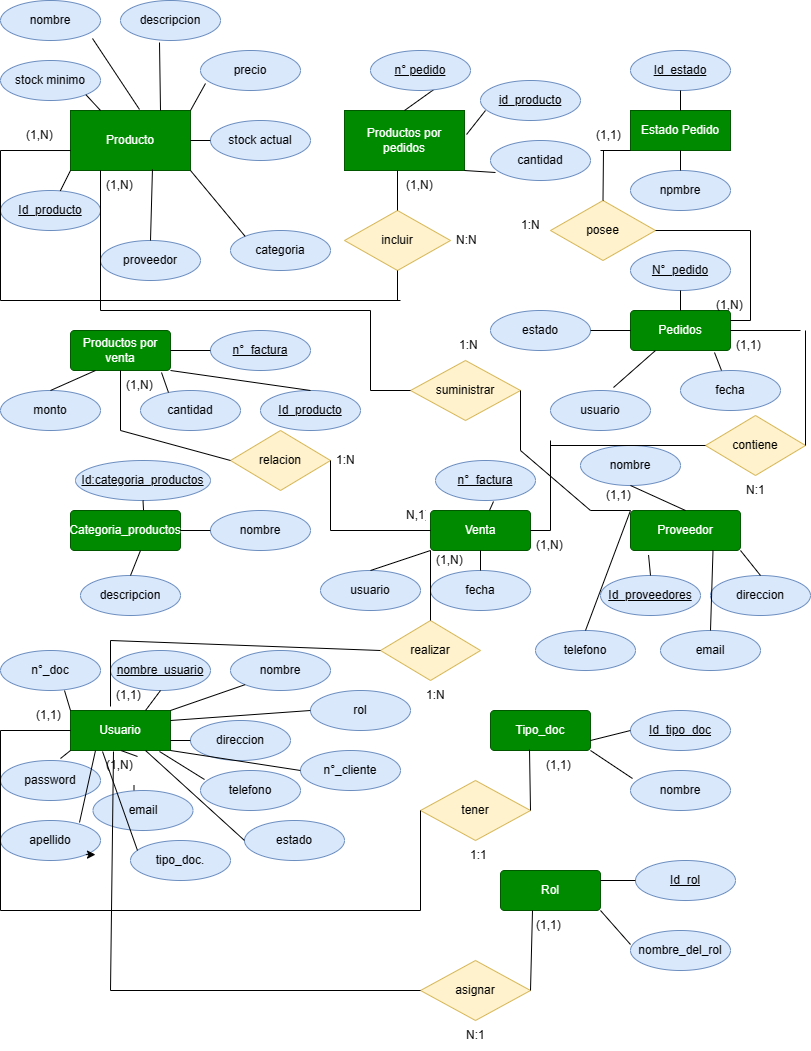 nombre
descripcion
stock minimo
precio
Producto
stock actual
(1,N)
(1,N)
Id_producto
proveedor
categoria
n° pedido
id_producto
Productos por
pedidos
cantidad
(1,N)
incluir
N:N
Id_estado
Estado Pedido
(1,1)
npmbre
1:N
posee
N°_pedido
(1,N)
estado
Pedidos
(1,1)
usuario
fecha
Productos por
venta
n°_factura
(1,N)
monto
cantidad
Id_producto
1:N
suministrar
relacion
1:N
contiene
N:1
nombre
(1,1)
Id:categoria_productos
Categoria_productos
nombre
descripcion
n°_factura
N,1
Venta
(1,N)
(1,N)
usuario
fecha
Proveedor
Id_proveedores
direccion
telefono
email
realizar
1:N
n°_doc
nombre_usuario
nombre
(1,1)
(1,1)
rol
Usuario
direccion
(1,N)
password
n°_cliente
telefono
email
apellido
estado
tipo_doc.
Tipo_doc
Id_tipo_doc
(1,1)
nombre
tener
1:1
Rol
Id_rol
(1,1)
nombre_del_rol
asignar
N:1